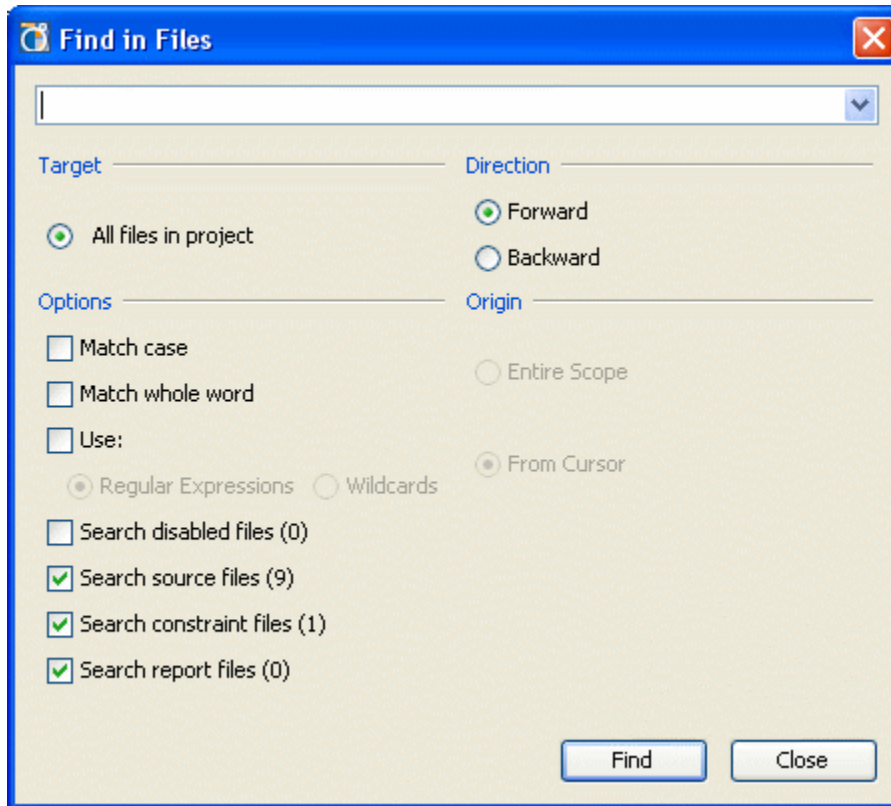 Find in Files
Target
All files in project
Direction
Forward
Backward
Options
Match case
Match whole word
Use:
Regular Expressions Wildcards
Search disabled files (0)
Search source files (9)
Search constraint files (1)
Search report files (0)
Origin
Entire Scope
From Cursor
Find Close